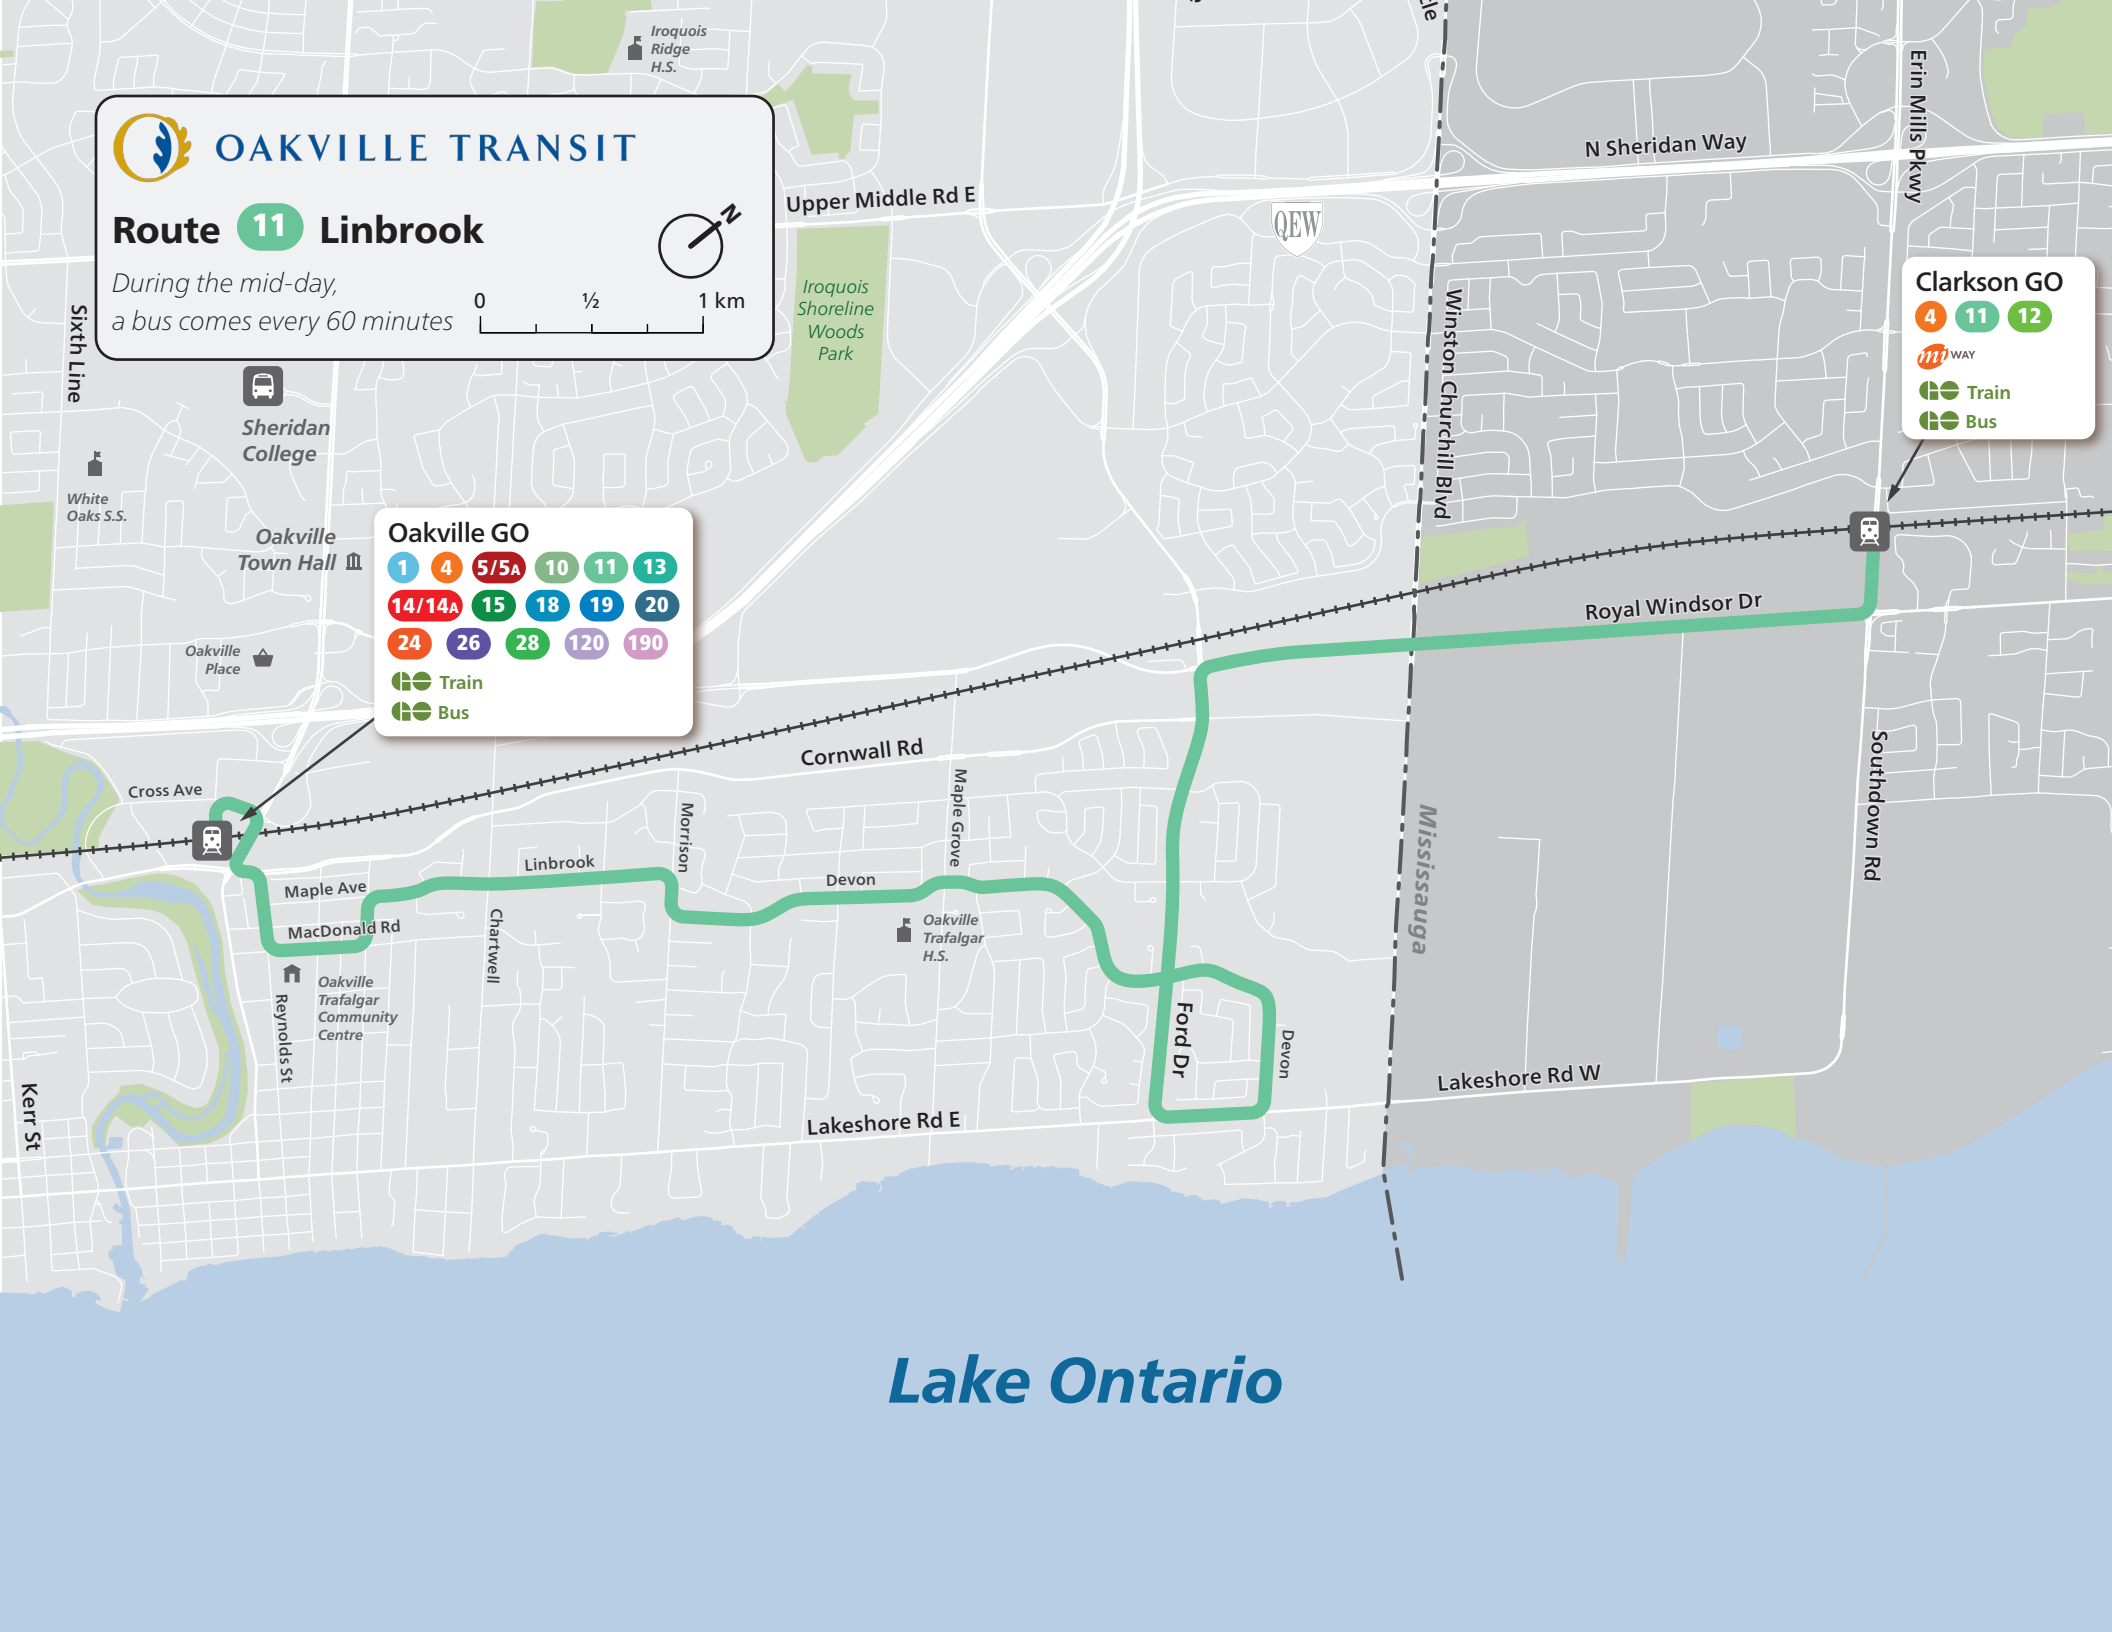 Iroquois
Ridge
H.S.
cle
Erin Mills Pkwy
OAKVILLE TRANSIT
Route 11 Linbrook
During the mid-day,
a bus comes every 60 minutes
N
0 ½ 1 km
N Sheridan Way
Upper Middle Rd E
QEW
Iroquois
Shoreline
Woods
Park
Sixth Line
Winston Churchill Blvd
Clarkson GO
4 11 12
mi WAY
GO Train
GO Bus
Sheridan
College
White
Oaks S.S.
Oakville
Town Hall
Oakville GO
1 4 5/5A 10 11 13
14/14A 15 18 19 20
24 26 28 120 190
GO Train
GO Bus
Oakville
Place
Royal Windsor Dr
Cornwall Rd
Cross Ave
Maple Grove
Morrison
Southdown Rd
Mississauga
Linbrook
Maple Ave
Devon
MacDonald Rd
Chartwell
Oakville
Trafalgar
H.S.
Oakville
Trafalgar
Community
Centre
Reynolds St
Ford Dr
Devon
Kerr St
Lakeshore Rd W
Lakeshore Rd E
Lake Ontario